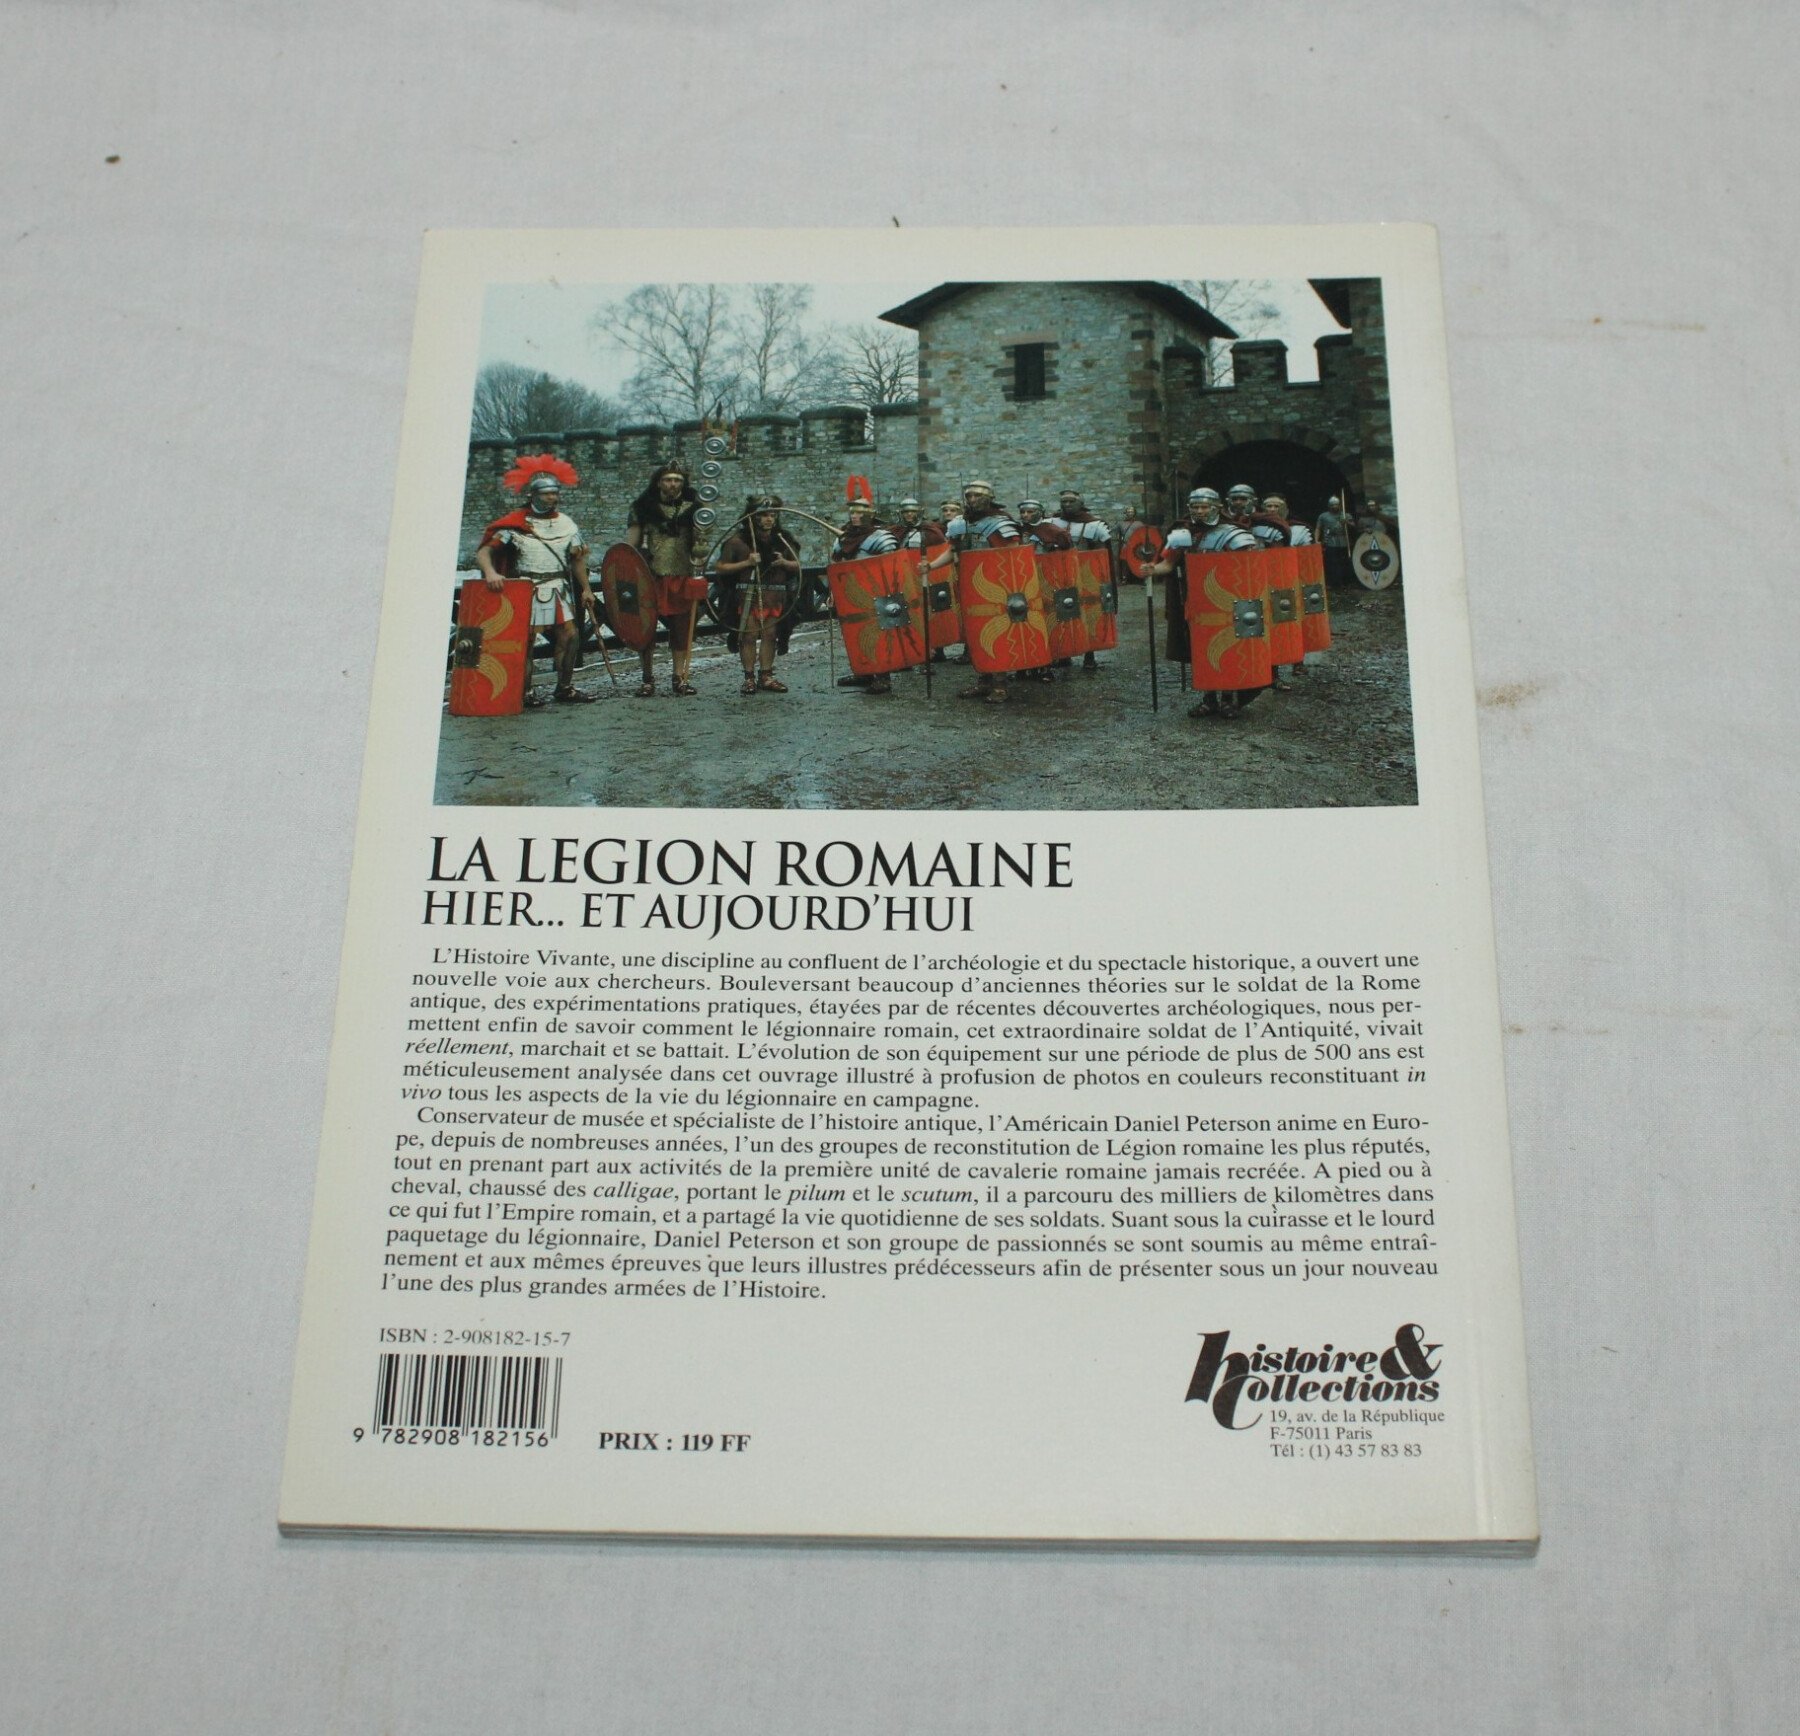 LA LEGION ROMAINE
HIER... ET AUJOURD'HUI
L'Histoire Vivante, une discipline au confluent de l'archéologie et du spectacle historique, a ouvert une
nouvelle voie aux chercheurs. Bouleversant beaucoup d'anciennes théories sur le soldat de la Rome
antique, des expérimentations pratiques, étayées par de récentes découvertes archéologiques, nous per-
mettent enfin de savoir comment le légionnaire romain, cet extraordinaire soldat de l'Antiquité, vivait
réellement, marchait et se battait. L'évolution de son équipement sur une période de plus de 500 ans est
méticuleusement analysée dans cet ouvrage illustré à profusion de photos en couleurs reconstituant in
vivo tous les aspects de la vie du légionnaire en campagne.
Conservateur de musée et spécialiste de l'histoire antique, l'Américain Daniel Peterson anime en Euro-
pe, depuis de nombreuses années, l'un des groupes de reconstitution de Légion romaine les plus réputés,
tout en prenant part aux activités de la première unité de cavalerie romaine jamais recréée. A pied ou à
cheval, chaussé des calligae, portant le pilum et le scutum, il a parcouru des milliers de kilomètres dans
ce qui fut l'Empire romain, et a partagé la vie quotidienne de ses soldats. Suant sous la cuirasse et le lourd
paquetage du légionnaire, Daniel Peterson et son groupe de passionnés se sont soumis au même entraî-
nement et aux mêmes épreuves que leurs illustres prédécesseurs afin de présenter sous un jour nouveau
l'une des plus grandes armées de l'Histoire.
ISBN : 2-908182-15-7
9 782908 182156
PRIX : 119 FF
histoire &
Collections
19, av. de la République
F-75011 Paris
Tél : (1) 43 57 83 83